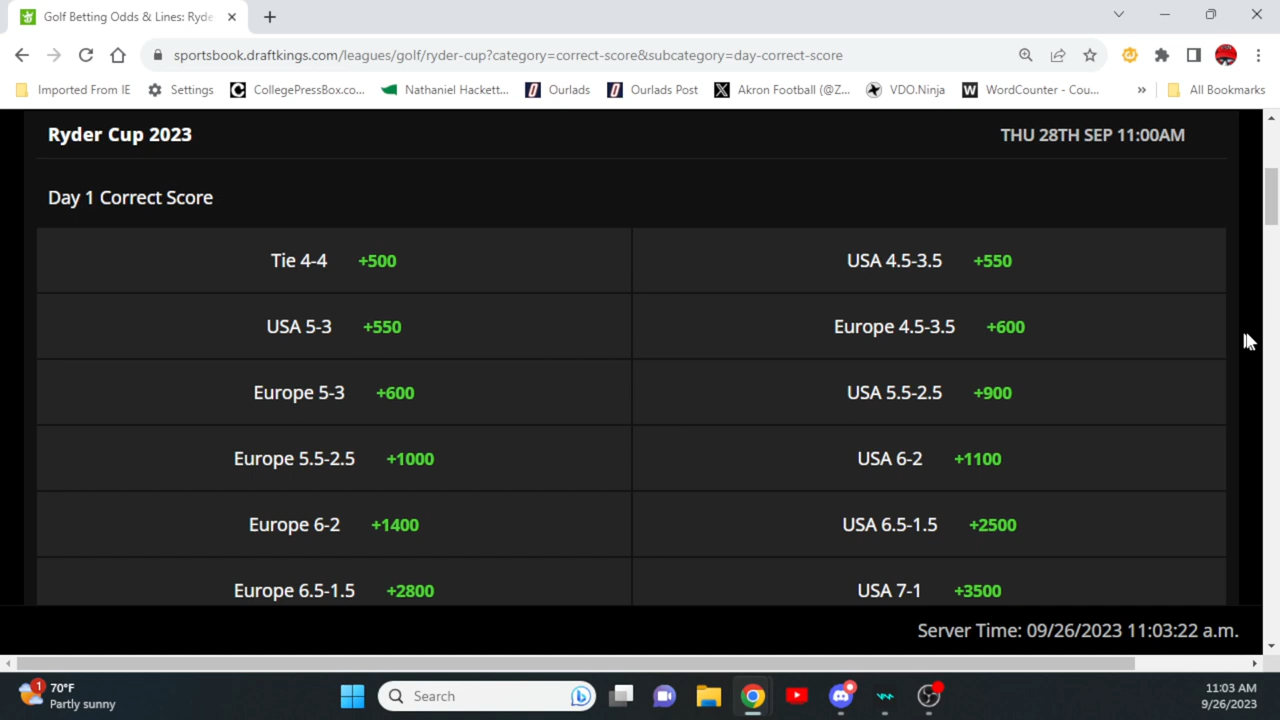 Golf Betting Odds & Lines: Ryde
sportsbook.draftkings.com/leagues/golf/ryder-cup?category=correct-score&subcategory=day-correct-score
Imported From IE Settings CollegePressBox.co... Nathaniel Hackett... Ourlads Ourlads Post Akron Football (@Z... VDO.Ninja WordCounter - Cou... » All Bookmarks
Ryder Cup 2023 THU 28TH SEP 11:00AM
Day 1 Correct Score
Tie 4-4 +500 USA 4.5-3.5 +550
USA 5-3 +550 Europe 4.5-3.5 +600
Europe 5-3 +600 USA 5.5-2.5 +900
Europe 5.5-2.5 +1000 USA 6-2 +1100
Europe 6-2 +1400 USA 6.5-1.5 +2500
Europe 6.5-1.5 +2800 USA 7-1 +3500
Server Time: 09/26/2023 11:03:22 a.m.
1 70°F
Partly sunny
Search
11:03 AM
9/26/2023